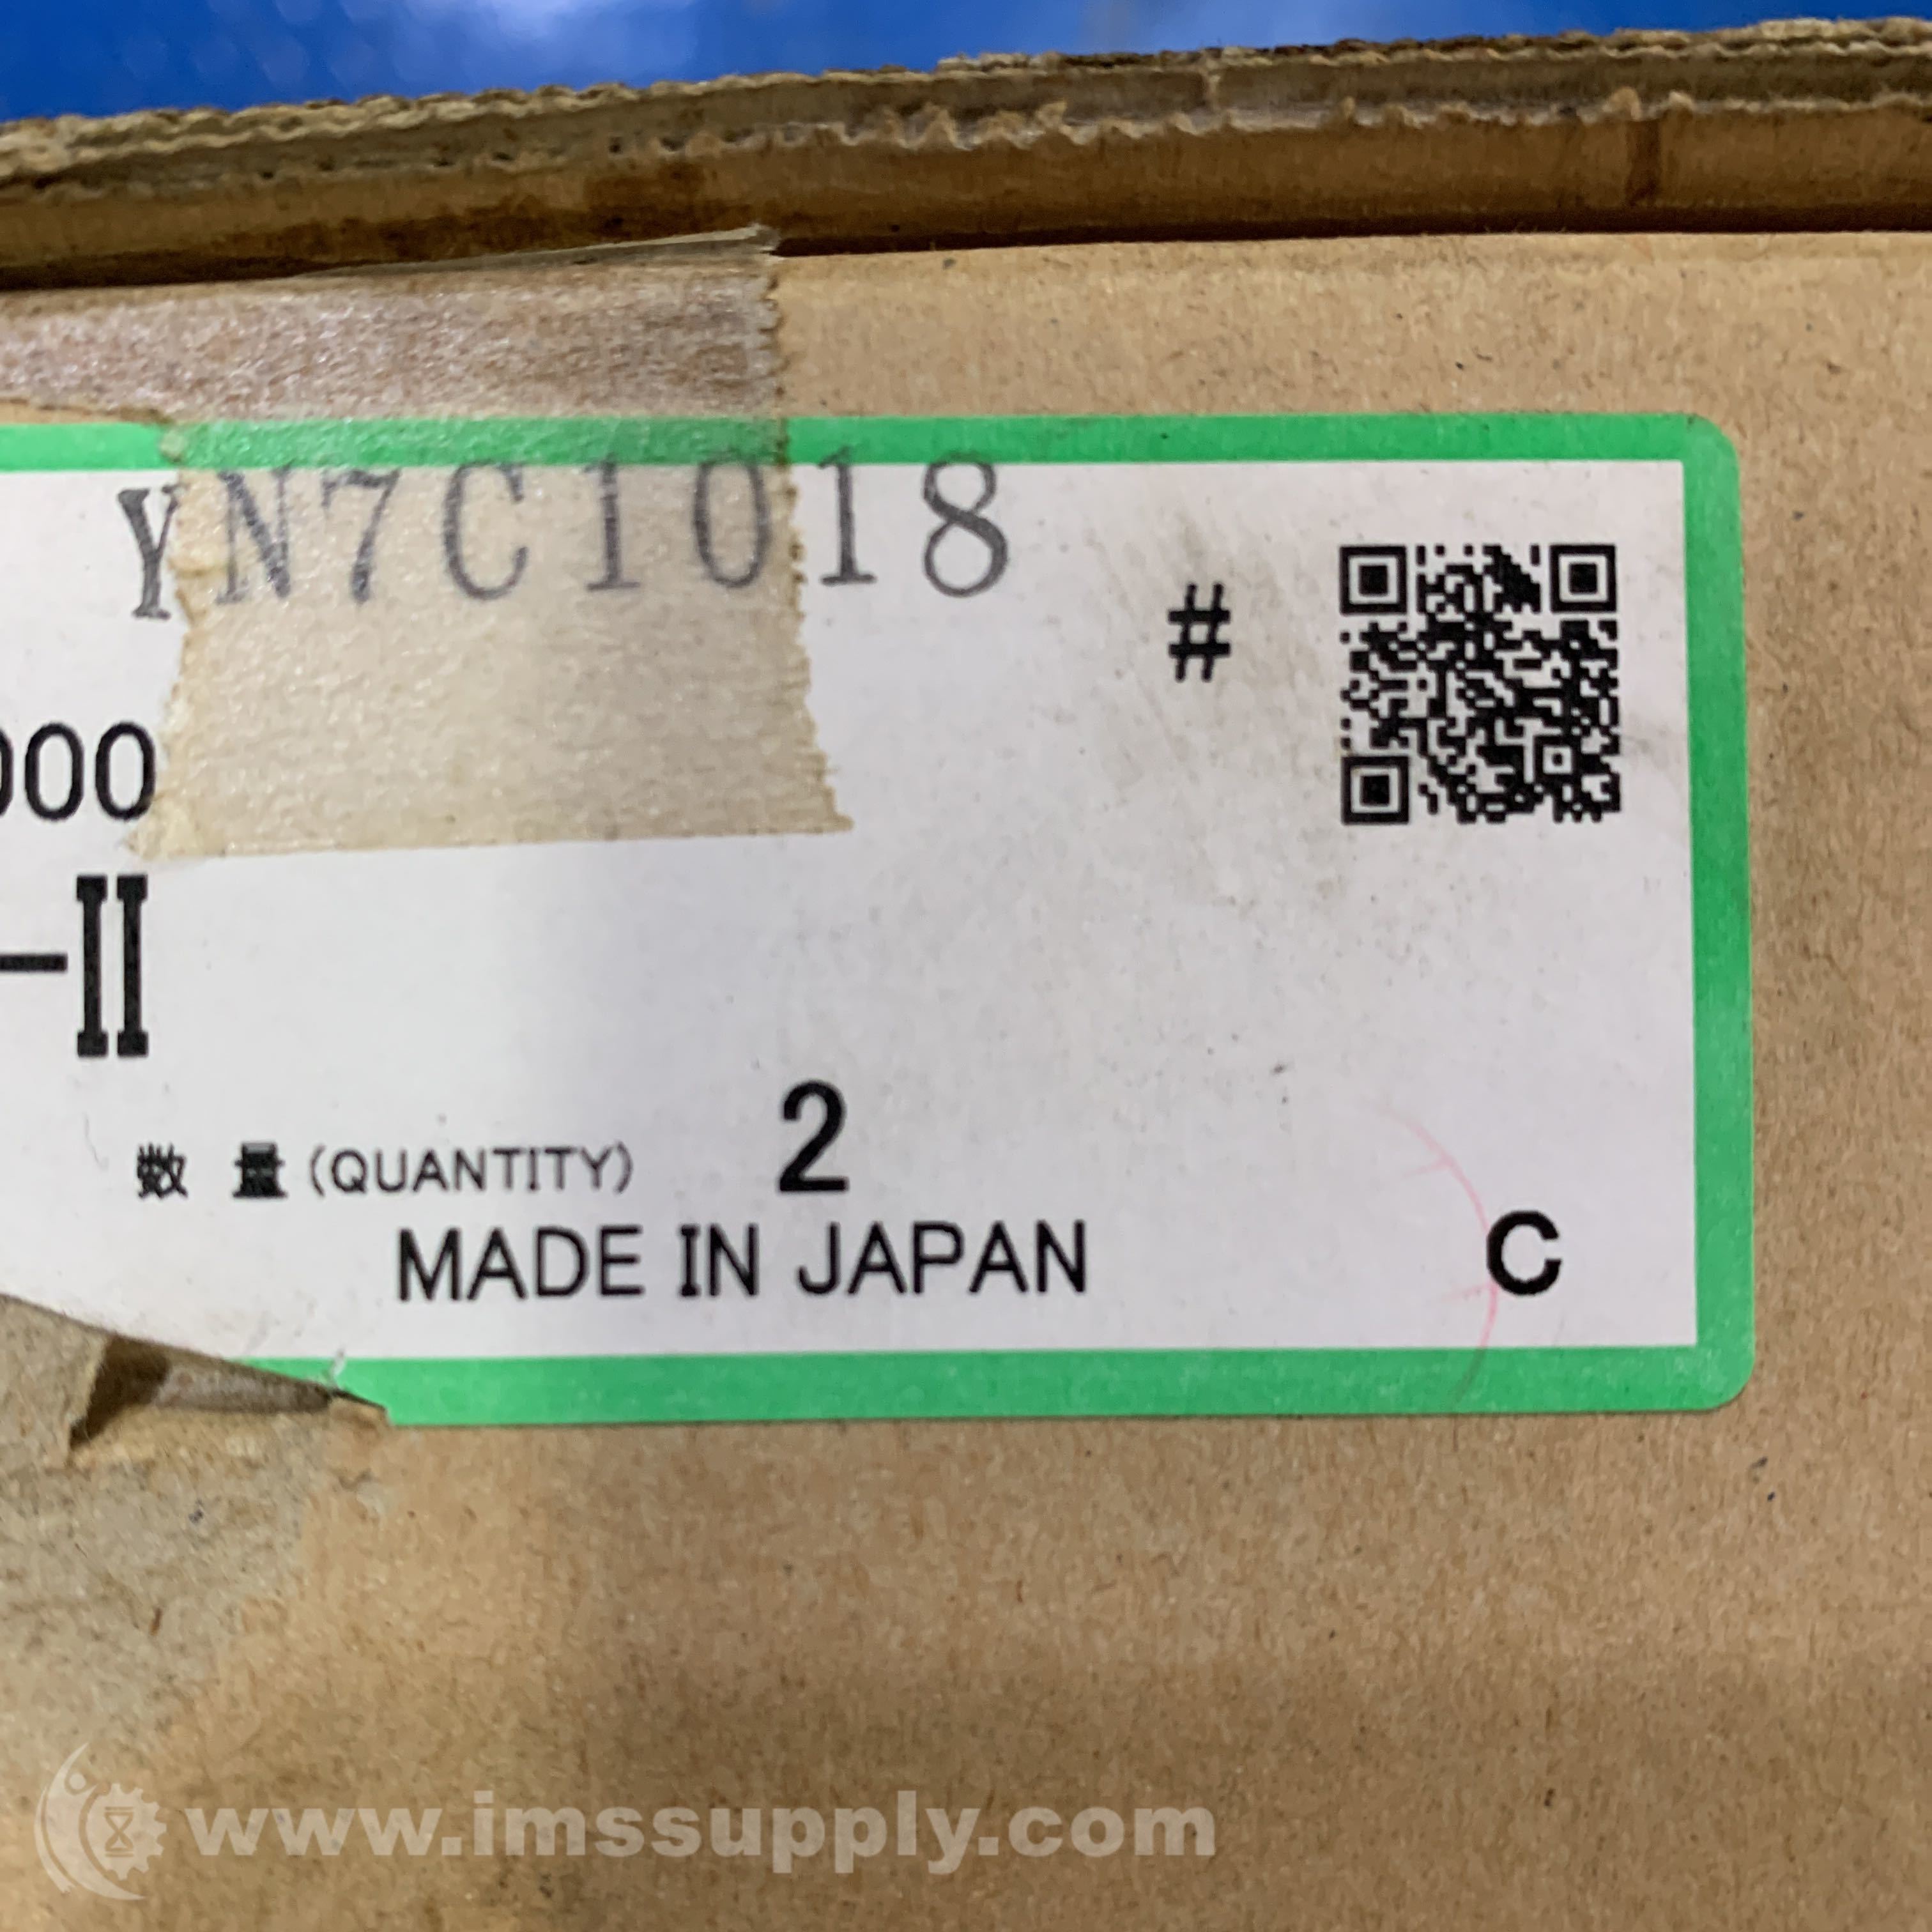 YN7C1018
#
000
-II
数 量 (QUANTITY) 2
MADE IN JAPAN
C
www.imssupply.com